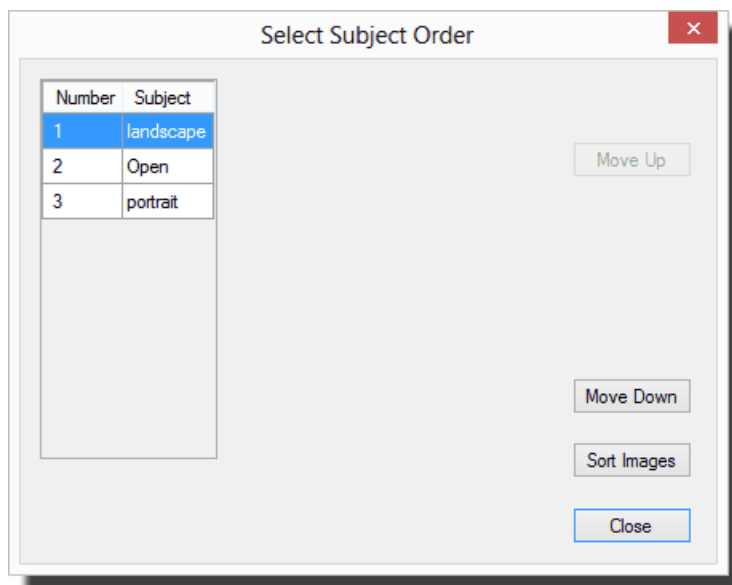 Select Subject Order
Number Subject
1 landscape
2 Open
3 portrait
Move Up
Move Down
Sort Images
Close